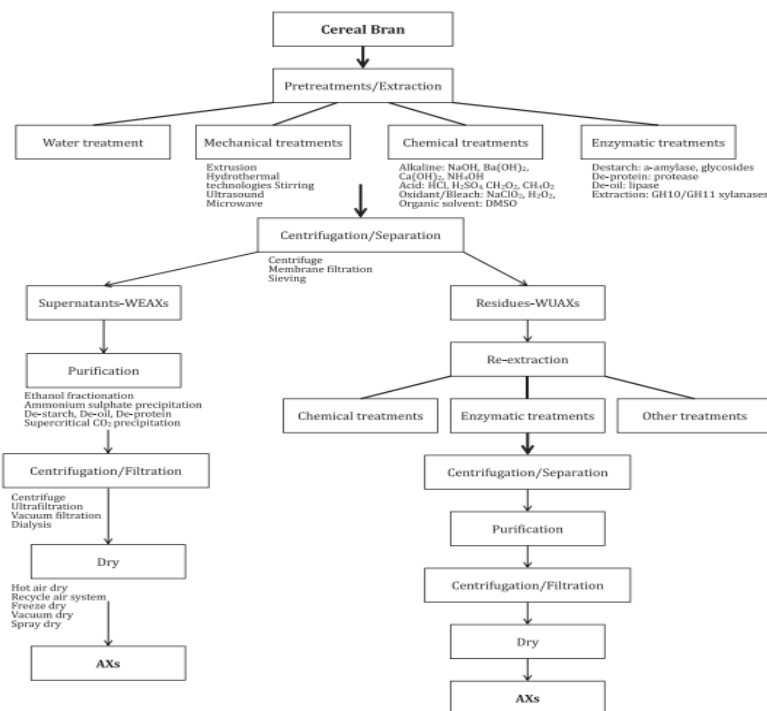 Cereal Bran
Pretreatments/Extraction
Water treatment
Mechanical treatments
Chemical treatments
Enzymatic treatments
Extrusion
Hydrothermal
technologies Stirring
Ultrasound
Microwave
Alkaline: NaOH, Ba(OH)₂,
Ca(OH)₂, NH₄OH
Acid: HCl, H₂SO₄, CH₂O₂, CH₄O₂
Oxidant/Bleach: NaClO₂, H₂O₂,
Organic solvent: DMSO
Destarch: a-amylase, glycosides
De-protein: protease
De-oil: lipase
Extraction: GH10/GH11 xylanases
Centrifugation/Separation
Centrifuge
Membrane filtration
Sieving
Supernatants-WEAXs
Residues-WUAXs
Purification
Ethanol fractionation
Ammonium sulphate precipitation
De-starch, De-oil, De-protein
Supercritical CO₂ precipitation
Re-extraction
Chemical treatments
Enzymatic treatments
Other treatments
Centrifugation/Filtration
Centrifuge
Ultrafiltration
Vacuum filtration
Dialysis
Centrifugation/Separation
Purification
Dry
Hot air dry
Recycle air system
Freeze dry
Vacuum dry
Spray dry
Centrifugation/Filtration
Dry
AXs
AXs